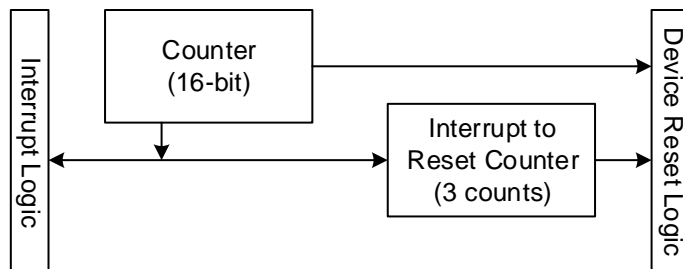 Interrupt Logic
Counter
(16-bit)
Interrupt to
Reset Counter
(3 counts)
Device Reset Logic